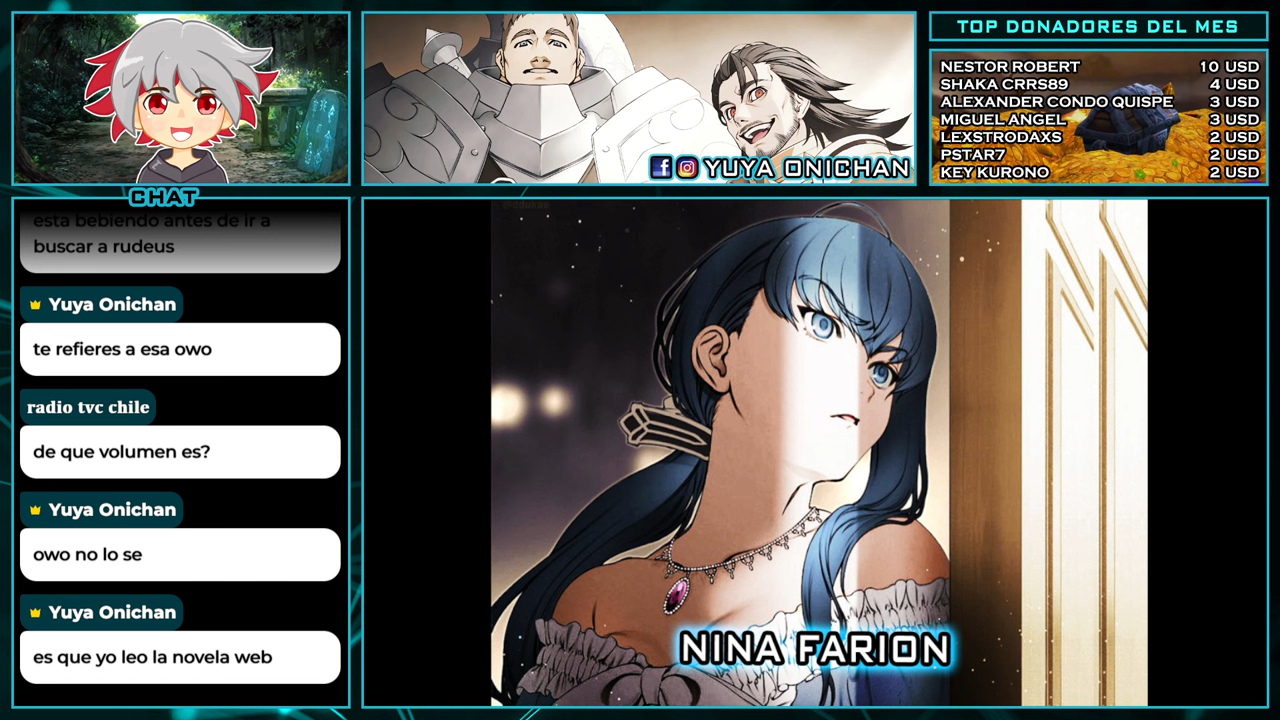 TOP DONADORES DEL MES
NESTOR ROBERT 10 USD
SHAKA CRRS89 4 USD
ALEXANDER CONDO QUISPE 3 USD
MIGUEL ANGEL 3 USD
LEXSTRODAXS 2 USD
PSTAR7 2 USD
KEY KURONO 2 USD
YUYA ONICHAN
CHAT
esta bebiendo antes de ir a
buscar a rudeus
Yuya Onichan
te refieres a esa owo
radio tvc chile
de que volumen es?
Yuya Onichan
owo no lo se
Yuya Onichan
es que yo leo la novela web
NINA FARION